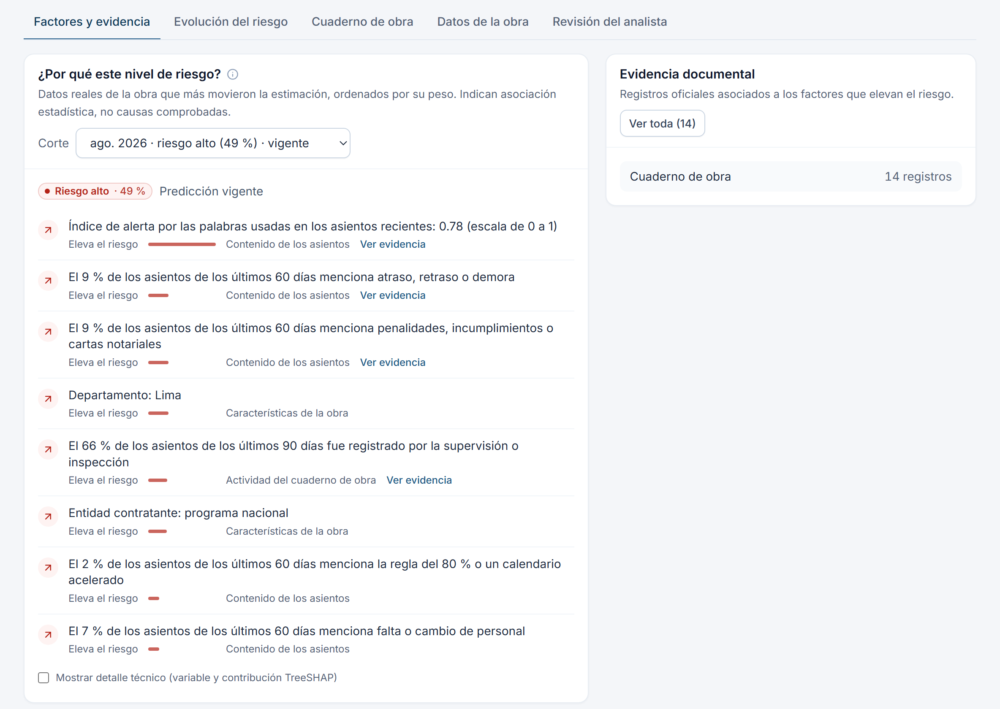 Factores y evidencia
Evolución del riesgo
Cuaderno de obra
Datos de la obra
Revisión del analista
¿Por qué este nivel de riesgo?
Datos reales de la obra que más movieron la estimación, ordenados por su peso. Indican asociación
estadística, no causas comprobadas.
Corte
ago. 2026 · riesgo alto (49 %) · vigente
Riesgo alto · 49 %
Predicción vigente
Índice de alerta por las palabras usadas en los asientos recientes: 0.78 (escala de 0 a 1)
Eleva el riesgo
Contenido de los asientos
Ver evidencia
El 9 % de los asientos de los últimos 60 días menciona atraso, retraso o demora
Eleva el riesgo
Contenido de los asientos
Ver evidencia
El 9 % de los asientos de los últimos 60 días menciona penalidades, incumplimientos o
cartas notariales
Eleva el riesgo
Contenido de los asientos
Ver evidencia
Departamento: Lima
Eleva el riesgo
Características de la obra
El 66 % de los asientos de los últimos 90 días fue registrado por la supervisión o
inspección
Eleva el riesgo
Actividad del cuaderno de obra
Ver evidencia
Entidad contratante: programa nacional
Eleva el riesgo
Características de la obra
El 2 % de los asientos de los últimos 60 días menciona la regla del 80 % o un calendario
acelerado
Eleva el riesgo
Contenido de los asientos
El 7 % de los asientos de los últimos 60 días menciona falta o cambio de personal
Eleva el riesgo
Contenido de los asientos
Mostrar detalle técnico (variable y contribución TreeSHAP)
Evidencia documental
Registros oficiales asociados a los factores que elevan el riesgo.
Ver toda (14)
Cuaderno de obra
14 registros